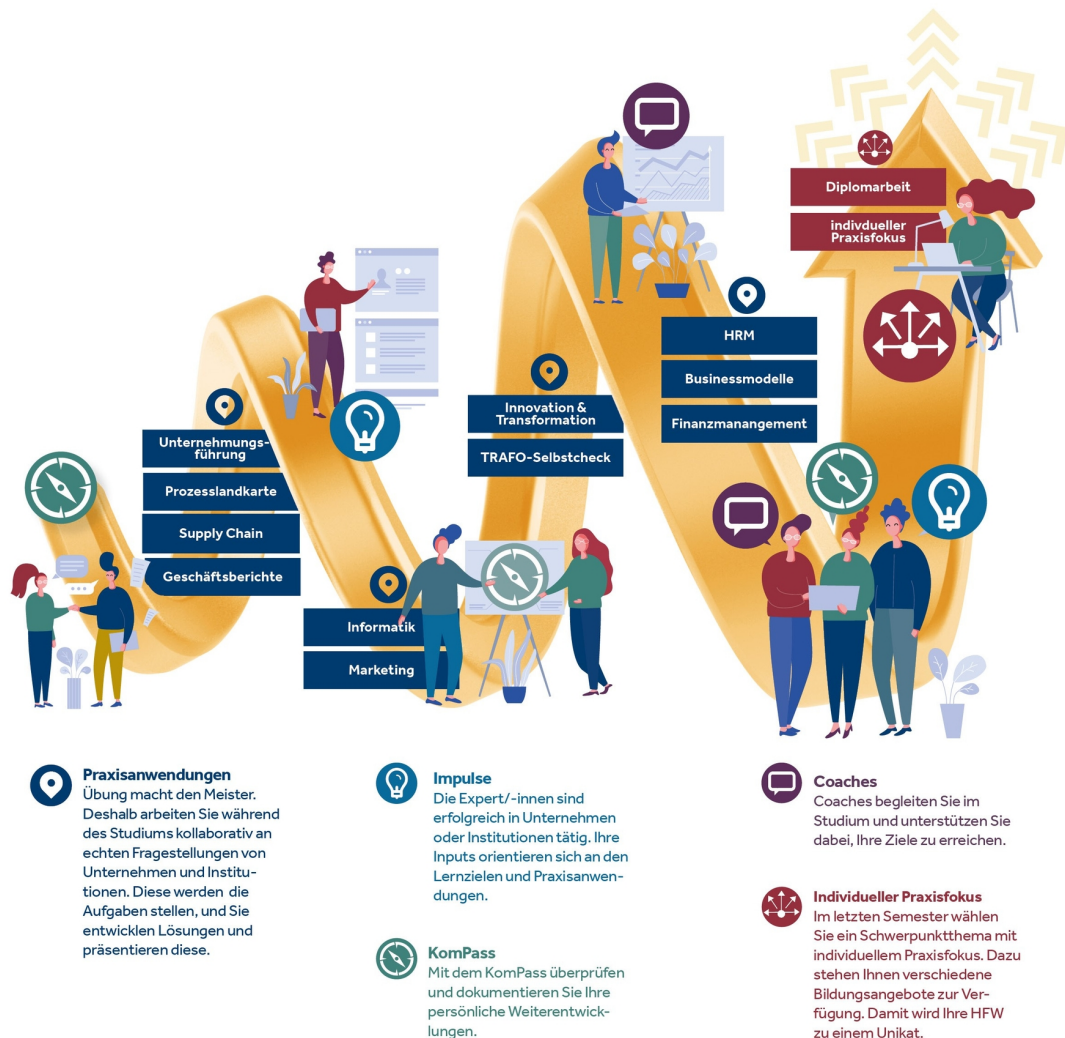 Diplomarbeit
indivdueller
Praxisfokus
HRM
Businessmodelle
Finanzmanangement
Innovation &
Transformation
TRAFO-Selbstcheck
Unternehmungs-
führung
Prozesslandkarte
Supply Chain
Geschäftsberichte
Informatik
Marketing
Praxisanwendungen
Übung macht den Meister.
Deshalb arbeiten Sie während
des Studiums kollaborativ an
echten Fragestellungen von
Unternehmen und Institu-
tionen. Diese werden die
Aufgaben stellen, und Sie
entwicklen Lösungen und
präsentieren diese.
Impulse
Die Expert/-innen sind
erfolgreich in Unternehmen
oder Institutionen tätig. Ihre
Inputs orientieren sich an den
Lernzielen und Praxisanwen-
dungen.
KomPass
Mit dem KomPass überprüfen
und dokumentieren Sie Ihre
persönliche Weiterentwick-
lungen.
Coaches
Coaches begleiten Sie im
Studium und unterstützen Sie
dabei, Ihre Ziele zu erreichen.
Individueller Praxisfokus
Im letzten Semester wählen
Sie ein Schwerpunktthema mit
individuellem Praxisfokus. Dazu
stehen Ihnen verschiedene
Bildungsangebote zur Ver-
fügung. Damit wird Ihre HFW
zu einem Unikat.